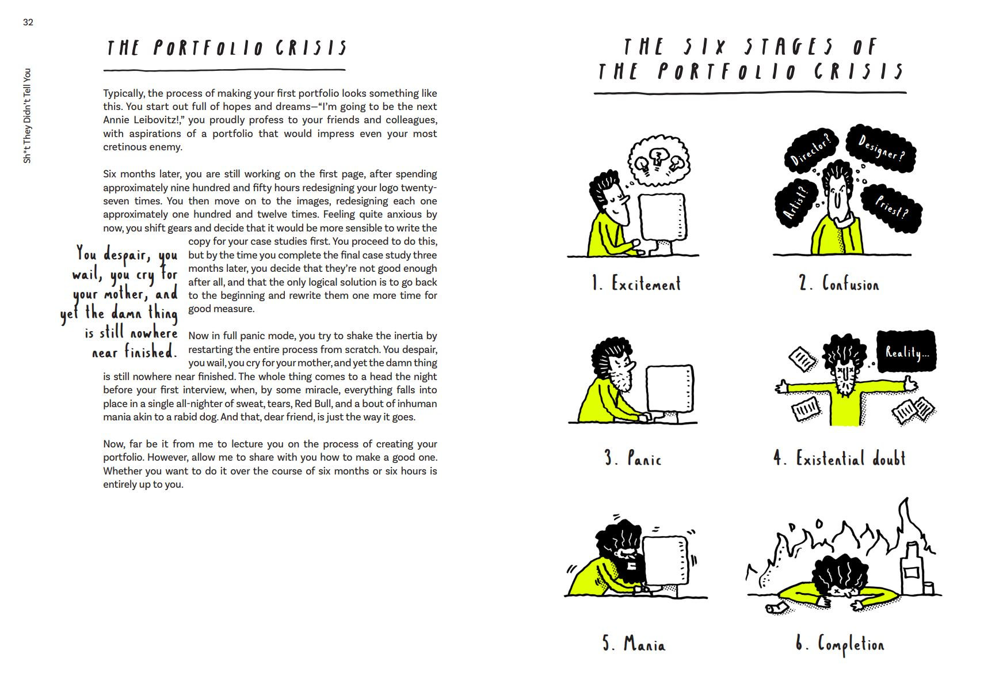 32
Sh*t They Didn't Tell You
THE PORTFOLIO CRISIS
Typically, the process of making your first portfolio looks something like
this. You start out full of hopes and dreams—“I’m going to be the next
Annie Leibovitz!,” you proudly profess to your friends and colleagues,
with aspirations of a portfolio that would impress even your most
cretinous enemy.
Six months later, you are still working on the first page, after spending
approximately nine hundred and fifty hours redesigning your logo twenty-
seven times. You then move on to the images, redesigning each one
approximately one hundred and twelve times. Feeling quite anxious by
now, you shift gears and decide that it would be more sensible to write the
copy for your case studies first. You proceed to do this,
but by the time you complete the final case study three
months later, you decide that they’re not good enough
after all, and that the only logical solution is to go back
to the beginning and rewrite them one more time for
good measure.
You despair, you
wail, you cry for
your mother, and
yet the damn thing
is still nowhere
near finished.
Now in full panic mode, you try to shake the inertia by
restarting the entire process from scratch. You despair,
you wail, you cry for your mother, and yet the damn thing
is still nowhere near finished. The whole thing comes to a head the night
before your first interview, when, by some miracle, everything falls into
place in a single all-nighter of sweat, tears, Red Bull, and a bout of inhuman
mania akin to a rabid dog. And that, dear friend, is just the way it goes.
Now, far be it from me to lecture you on the process of creating your
portfolio. However, allow me to share with you how to make a good one.
Whether you want to do it over the course of six months or six hours is
entirely up to you.
THE SIX STAGES OF
THE PORTFOLIO CRISIS
1. Excitement
Director?
Designer?
Artist?
Priest?
2. Confusion
3. Panic
Reality...
4. Existential doubt
5. Mania
6. Completion